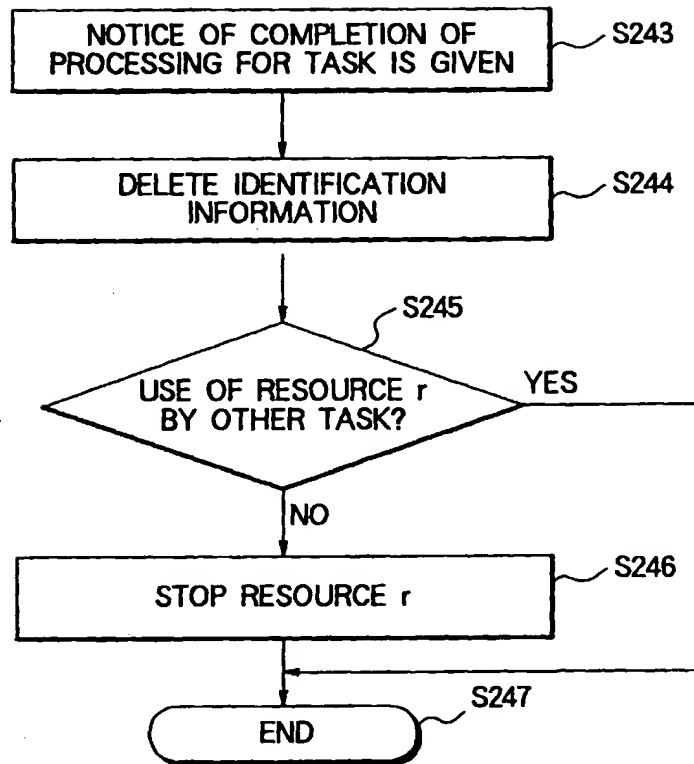 NOTICE OF COMPLETION OF
PROCESSING FOR TASK IS GIVEN
S243
DELETE IDENTIFICATION
INFORMATION
S244
S245
USE OF RESOURCE r
BY OTHER TASK?
YES
NO
STOP RESOURCE r
S246
S247
END